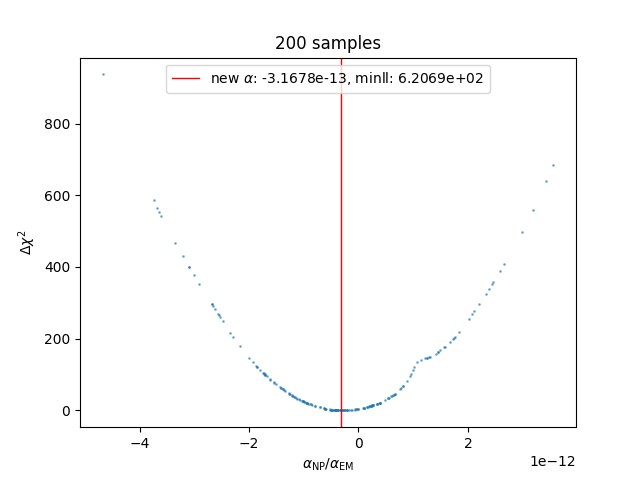 200 samples
new α: -3.1678e-13, minll: 6.2069e+02
800
600
400
200
0
Δχ²
−4
−2
0
2
1e−12
α_NP/α_EM